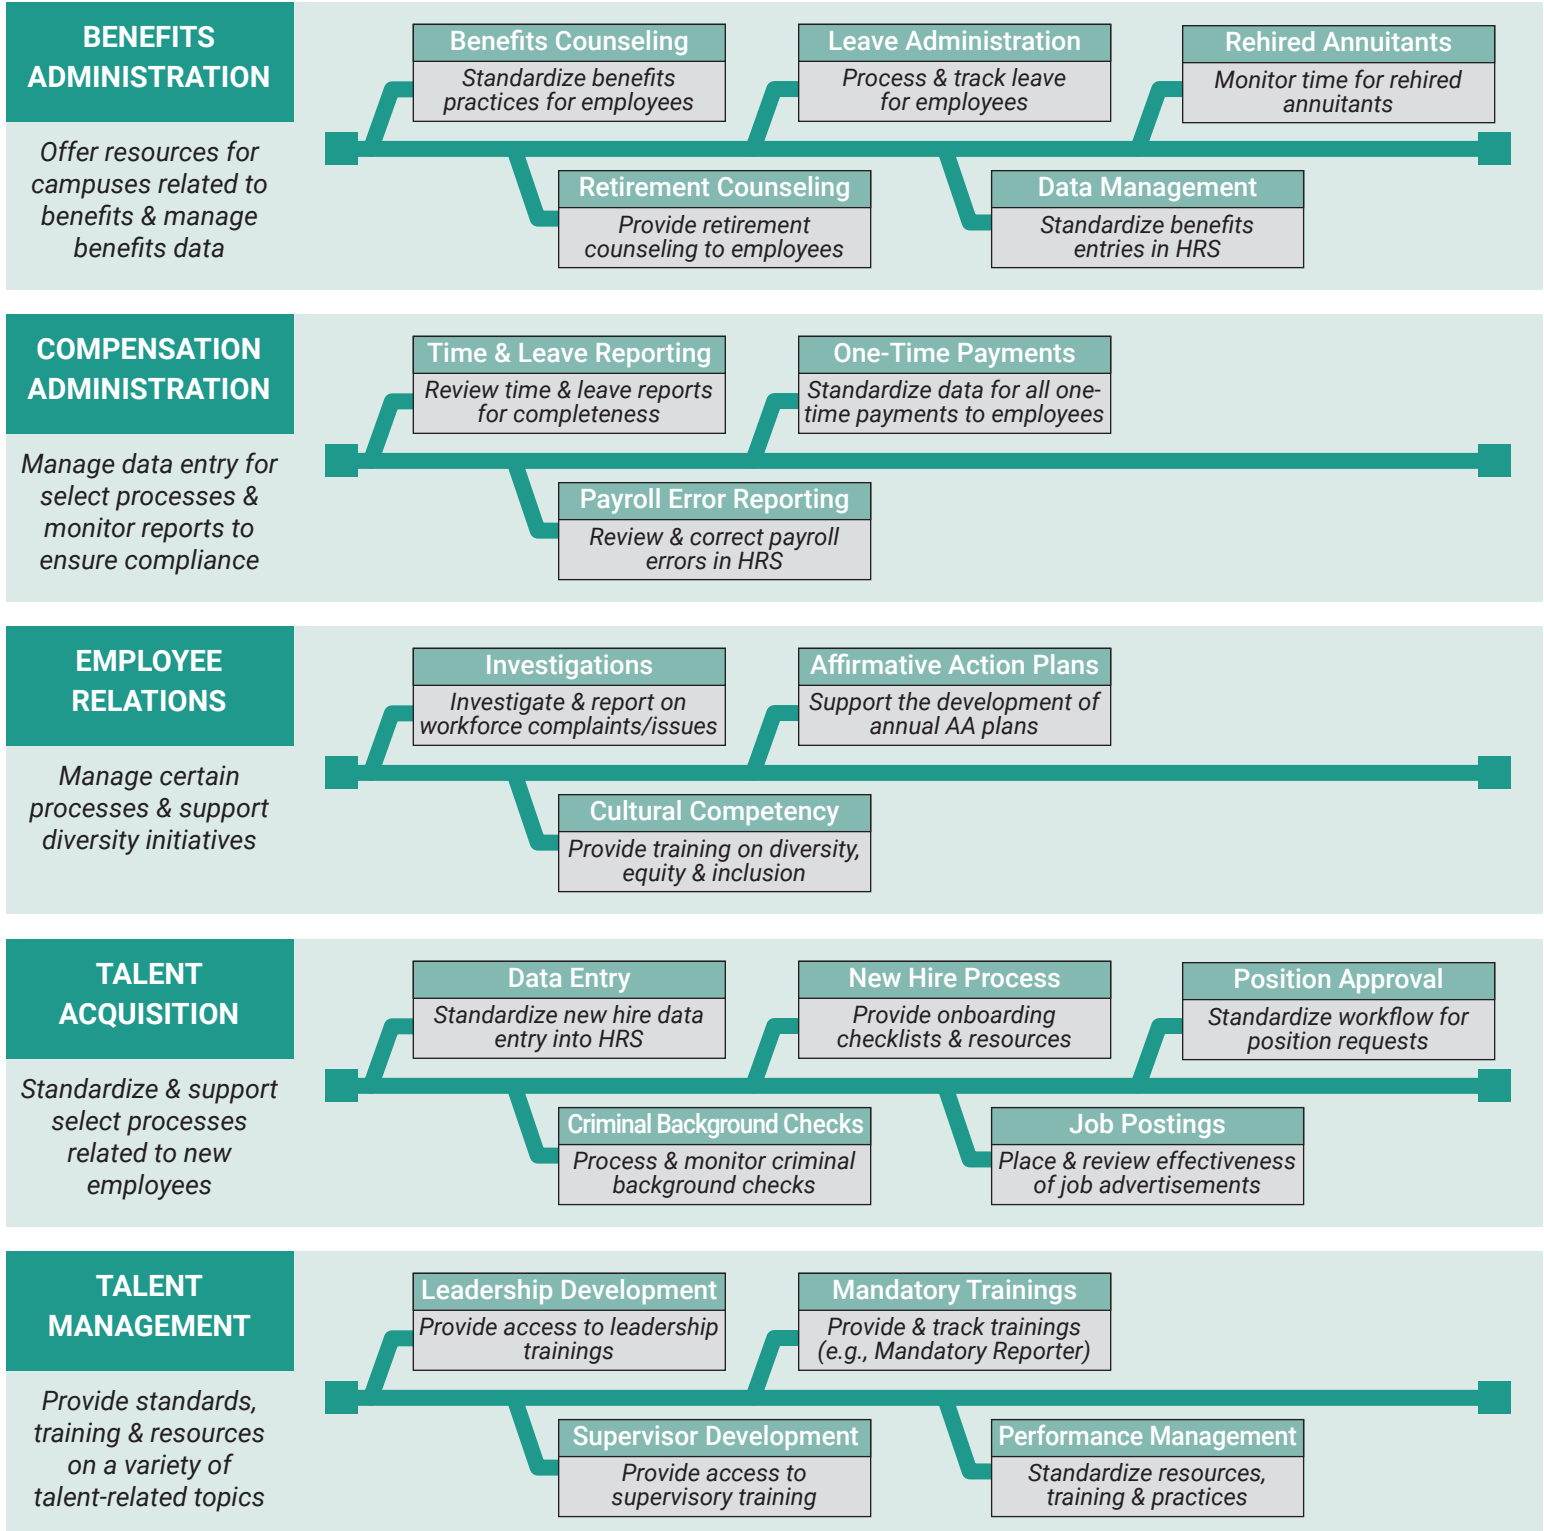 BENEFITS
ADMINISTRATION
Offer resources for
campuses related to
benefits & manage
benefits data
Benefits Counseling
Standardize benefits
practices for employees
Leave Administration
Process & track leave
for employees
Rehired Annuitants
Monitor time for rehired
annuitants
Retirement Counseling
Provide retirement
counseling to employees
Data Management
Standardize benefits
entries in HRS
COMPENSATION
ADMINISTRATION
Manage data entry for
select processes &
monitor reports to
ensure compliance
Time & Leave Reporting
Review time & leave reports
for completeness
One-Time Payments
Standardize data for all one-
time payments to employees
Payroll Error Reporting
Review & correct payroll
errors in HRS
EMPLOYEE
RELATIONS
Manage certain
processes & support
diversity initiatives
Investigations
Investigate & report on
workforce complaints/issues
Affirmative Action Plans
Support the development of
annual AA plans
Cultural Competency
Provide training on diversity,
equity & inclusion
TALENT
ACQUISITION
Standardize & support
select processes
related to new
employees
Data Entry
Standardize new hire data
entry into HRS
New Hire Process
Provide onboarding
checklists & resources
Position Approval
Standardize workflow for
position requests
Criminal Background Checks
Process & monitor criminal
background checks
Job Postings
Place & review effectiveness
of job advertisements
TALENT
MANAGEMENT
Provide standards,
training & resources
on a variety of
talent-related topics
Leadership Development
Provide access to leadership
trainings
Mandatory Trainings
Provide & track trainings
(e.g., Mandatory Reporter)
Supervisor Development
Provide access to
supervisory training
Performance Management
Standardize resources,
training & practices